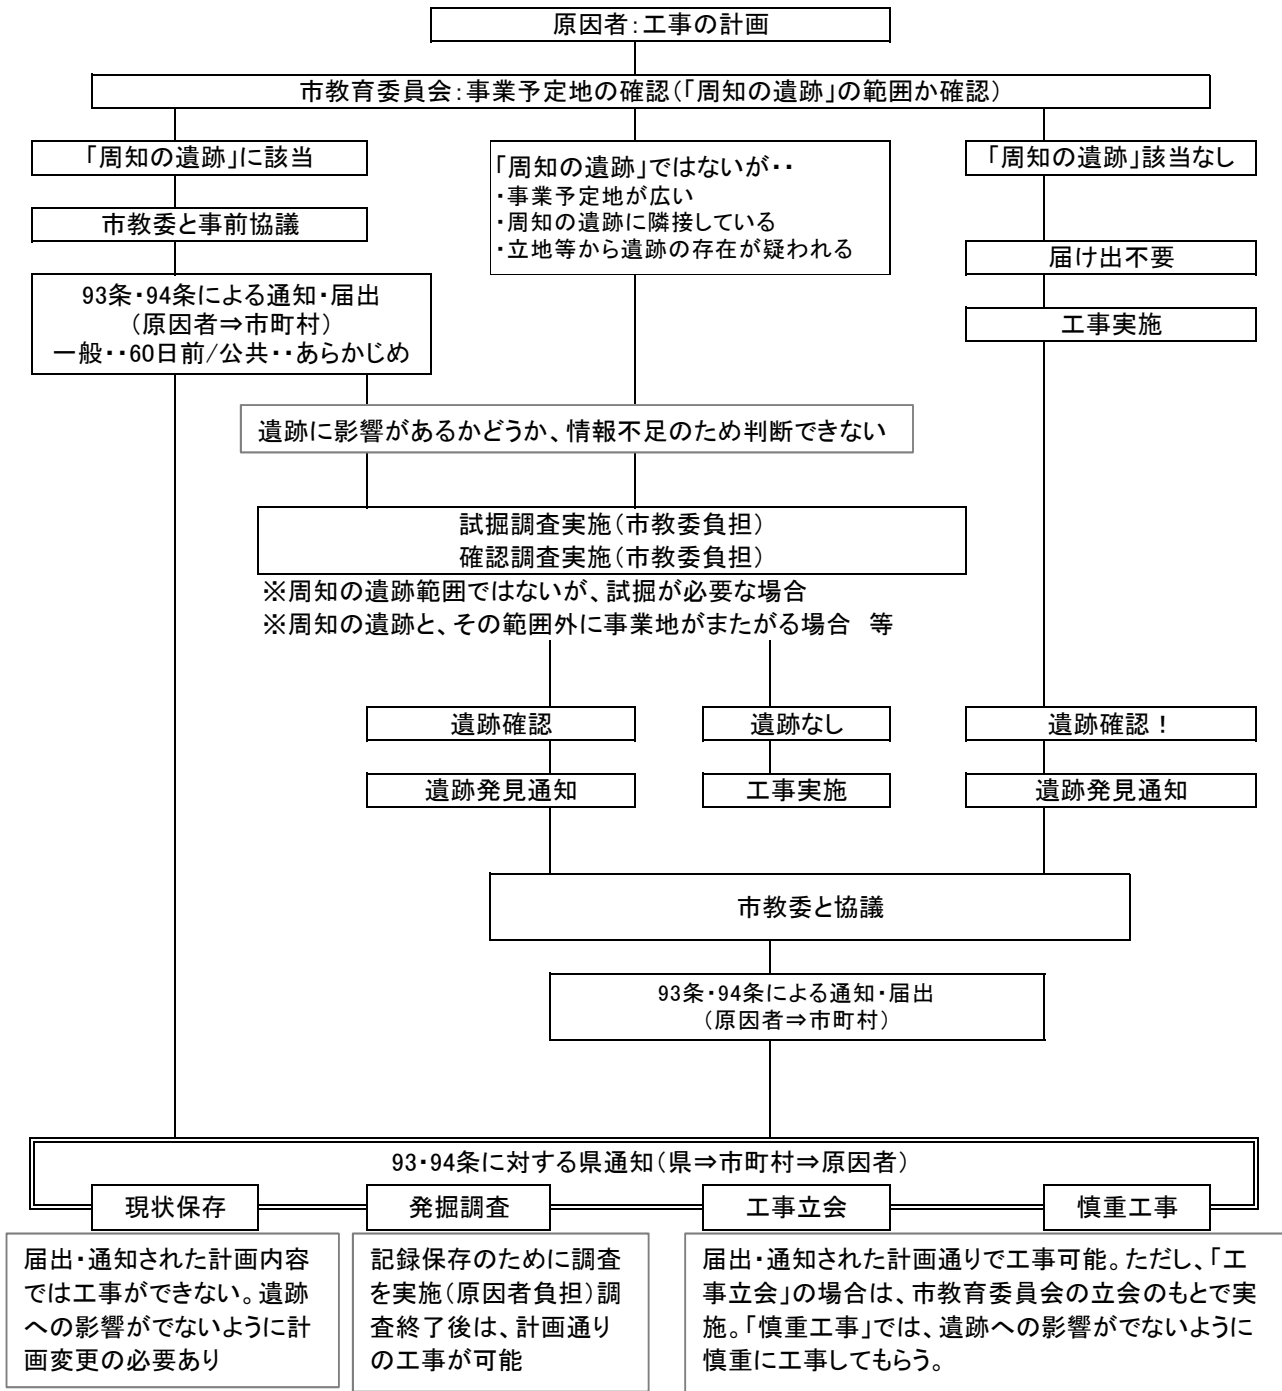 原因者：工事の計画
市教育委員会：事業予定地の確認（「周知の遺跡」の範囲か確認）
「周知の遺跡」に該当
市教委と事前協議
93条・94条による通知・届出
（原因者⇒市町村）
一般・・60日前/公共・・あらかじめ
「周知の遺跡」ではないが・・
・事業予定地が広い
・周知の遺跡に隣接している
・立地等から遺跡の存在が疑われる
「周知の遺跡」該当なし
届け出不要
工事実施
遺跡に影響があるかどうか、情報不足のため判断できない
試掘調査実施（市教委負担）
確認調査実施（市教委負担）
※周知の遺跡範囲ではないが、試掘が必要な場合
※周知の遺跡と、その範囲外に事業地がまたがる場合　等
遺跡確認
遺跡なし
遺跡確認！
遺跡発見通知
工事実施
遺跡発見通知
市教委と協議
93条・94条による通知・届出
（原因者⇒市町村）
93・94条に対する県通知（県⇒市町村⇒原因者）
現状保存
発掘調査
工事立会
慎重工事
届出・通知された計画内容
では工事ができない。遺跡
への影響がでないように計
画変更の必要あり
記録保存のために調査
を実施（原因者負担）調
査終了後は、計画通り
の工事が可能
届出・通知された計画通りで工事可能。ただし、「工
事立会」の場合は、市教育委員会の立会のもとで実
施。「慎重工事」では、遺跡への影響がでないように
慎重に工事してもらう。